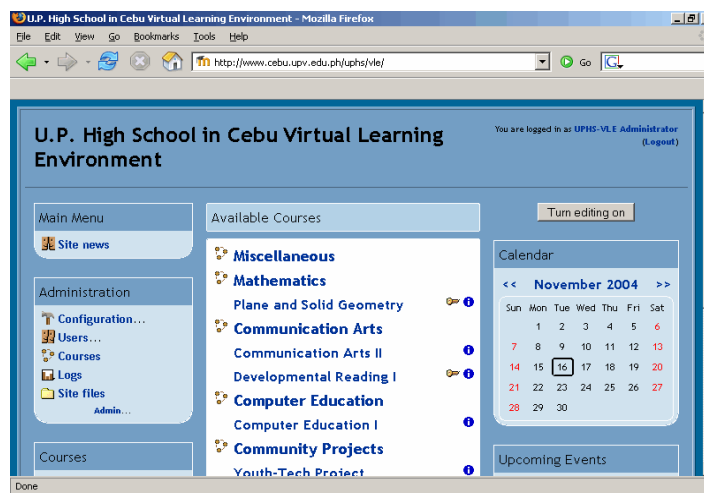 U.P. High School in Cebu Virtual Learning Environment - Mozilla Firefox
File Edit View Go Bookmarks Tools Help
http://www.cebu.upv.edu.ph/uphs/vle/
Go
G
U.P. High School in Cebu Virtual Learning
Environment
You are logged in as UPHS-VLE Administrator
(Logout)
Turn editing on
Main Menu
Site news
Administration
Configuration...
Users...
Courses
Logs
Site files
Admin...
Courses
Available Courses
Miscellaneous
Mathematics
Plane and Solid Geometry
Communication Arts
Communication Arts II
Developmental Reading I
Computer Education
Computer Education I
Community Projects
Youth-Tech Project
Calendar
<< November 2004 >>
Sun Mon Tue Wed Thu Fri Sat
1 2 3 4 5 6
7 8 9 10 11 12 13
14 15 16 17 18 19 20
21 22 23 24 25 26 27
28 29 30
Upcoming Events
Done